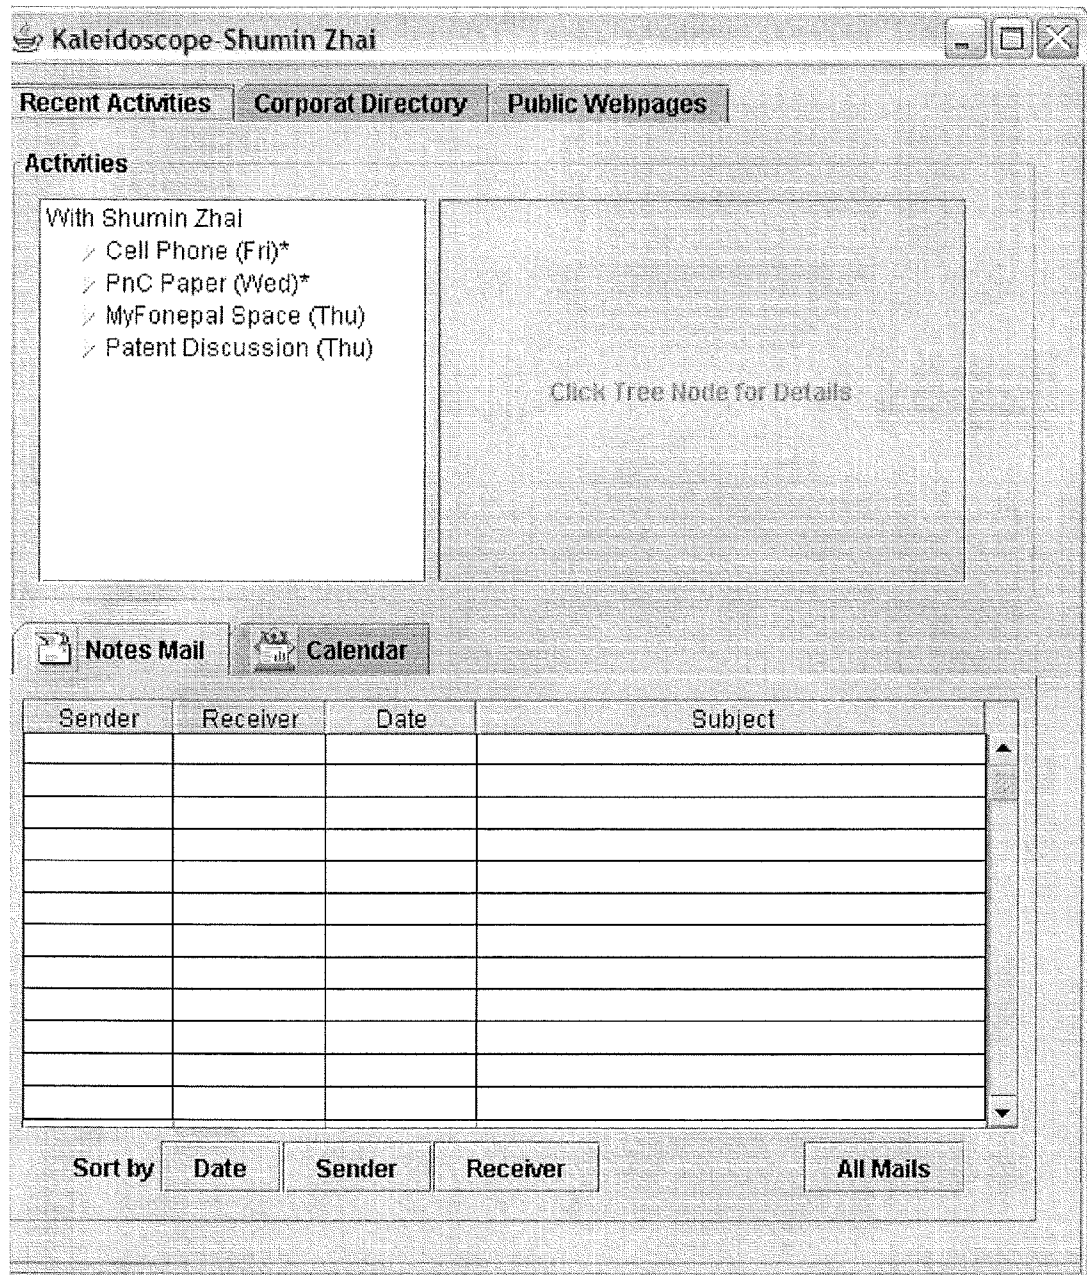 Kaleidoscope-Shumin Zhai
Recent Activities Corporat Directory Public Webpages
Activities
With Shumin Zhai
Cell Phone (Fri)*
PnC Paper (Wed)*
MyFonepal Space (Thu)
Patent Discussion (Thu)
Click Tree Node for Details
Notes Mail Calendar
Sender Receiver Date Subject
Sort by Date Sender Receiver All Mails